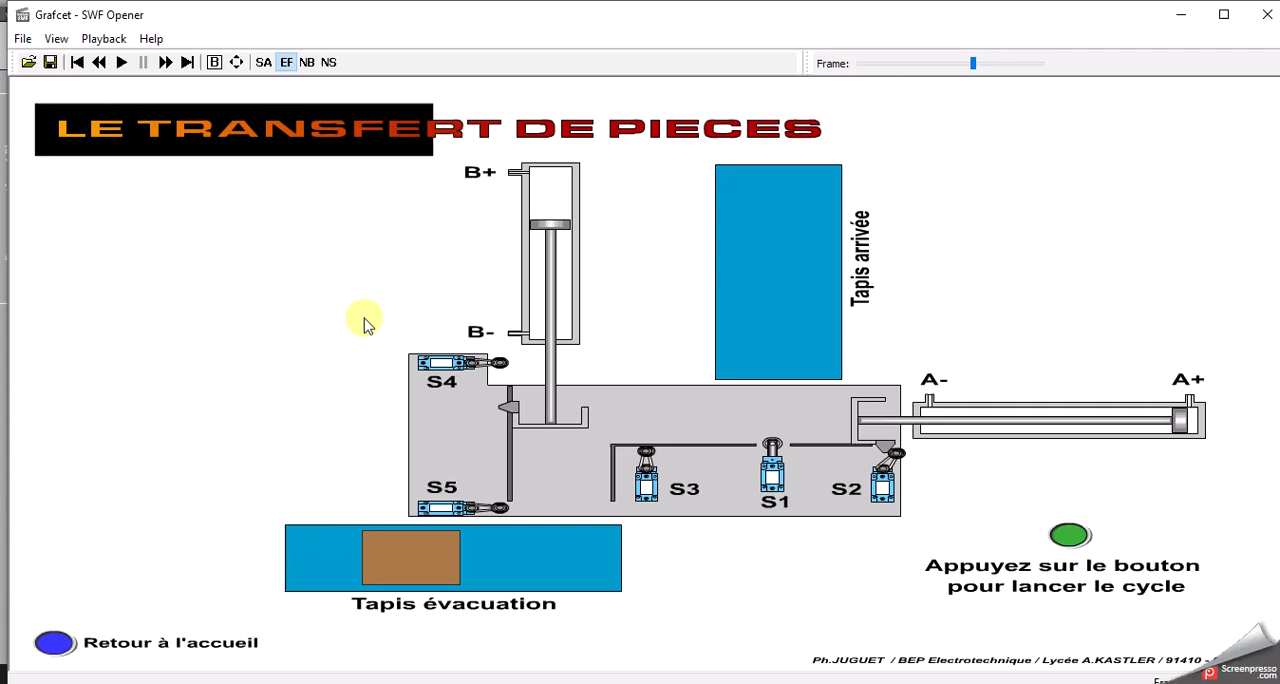 Grafcet - SWF Opener
File View Playback Help
B SA EF NB NS Frame:
LE TRANSFERT DE PIECES
B+
Tapis arrivée
B-
S4
A- A+
S5
S3
S1
S2
Tapis évacuation
Appuyez sur le bouton
pour lancer le cycle
Retour à l'accueil
Ph.JUGUET / BEP Electrotechnique / Lycée A.KASTLER / 91410 -
Screenpresso
.com